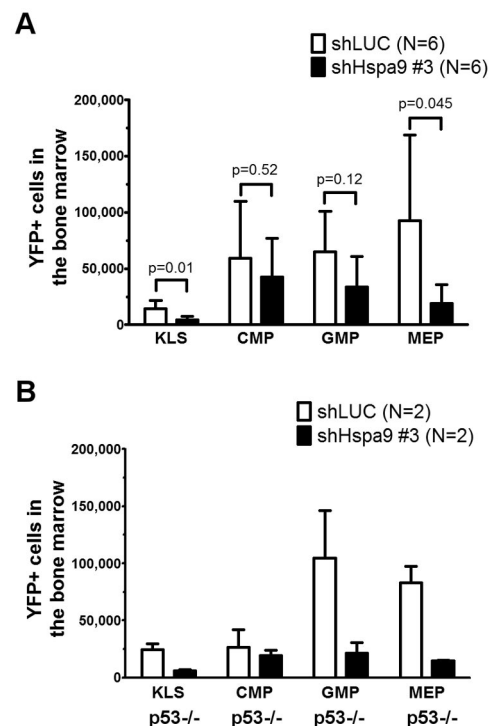 A
shLUC (N=6)
shHspa9 #3 (N=6)
YFP+ cells in
the bone marrow
200,000
150,000
100,000
50,000
0
p=0.01
p=0.52
p=0.12
p=0.045
KLS CMP GMP MEP
B
shLUC (N=2)
shHspa9 #3 (N=2)
YFP+ cells in
the bone marrow
200,000
150,000
100,000
50,000
0
KLS CMP GMP MEP
p53-/- p53-/- p53-/- p53-/-